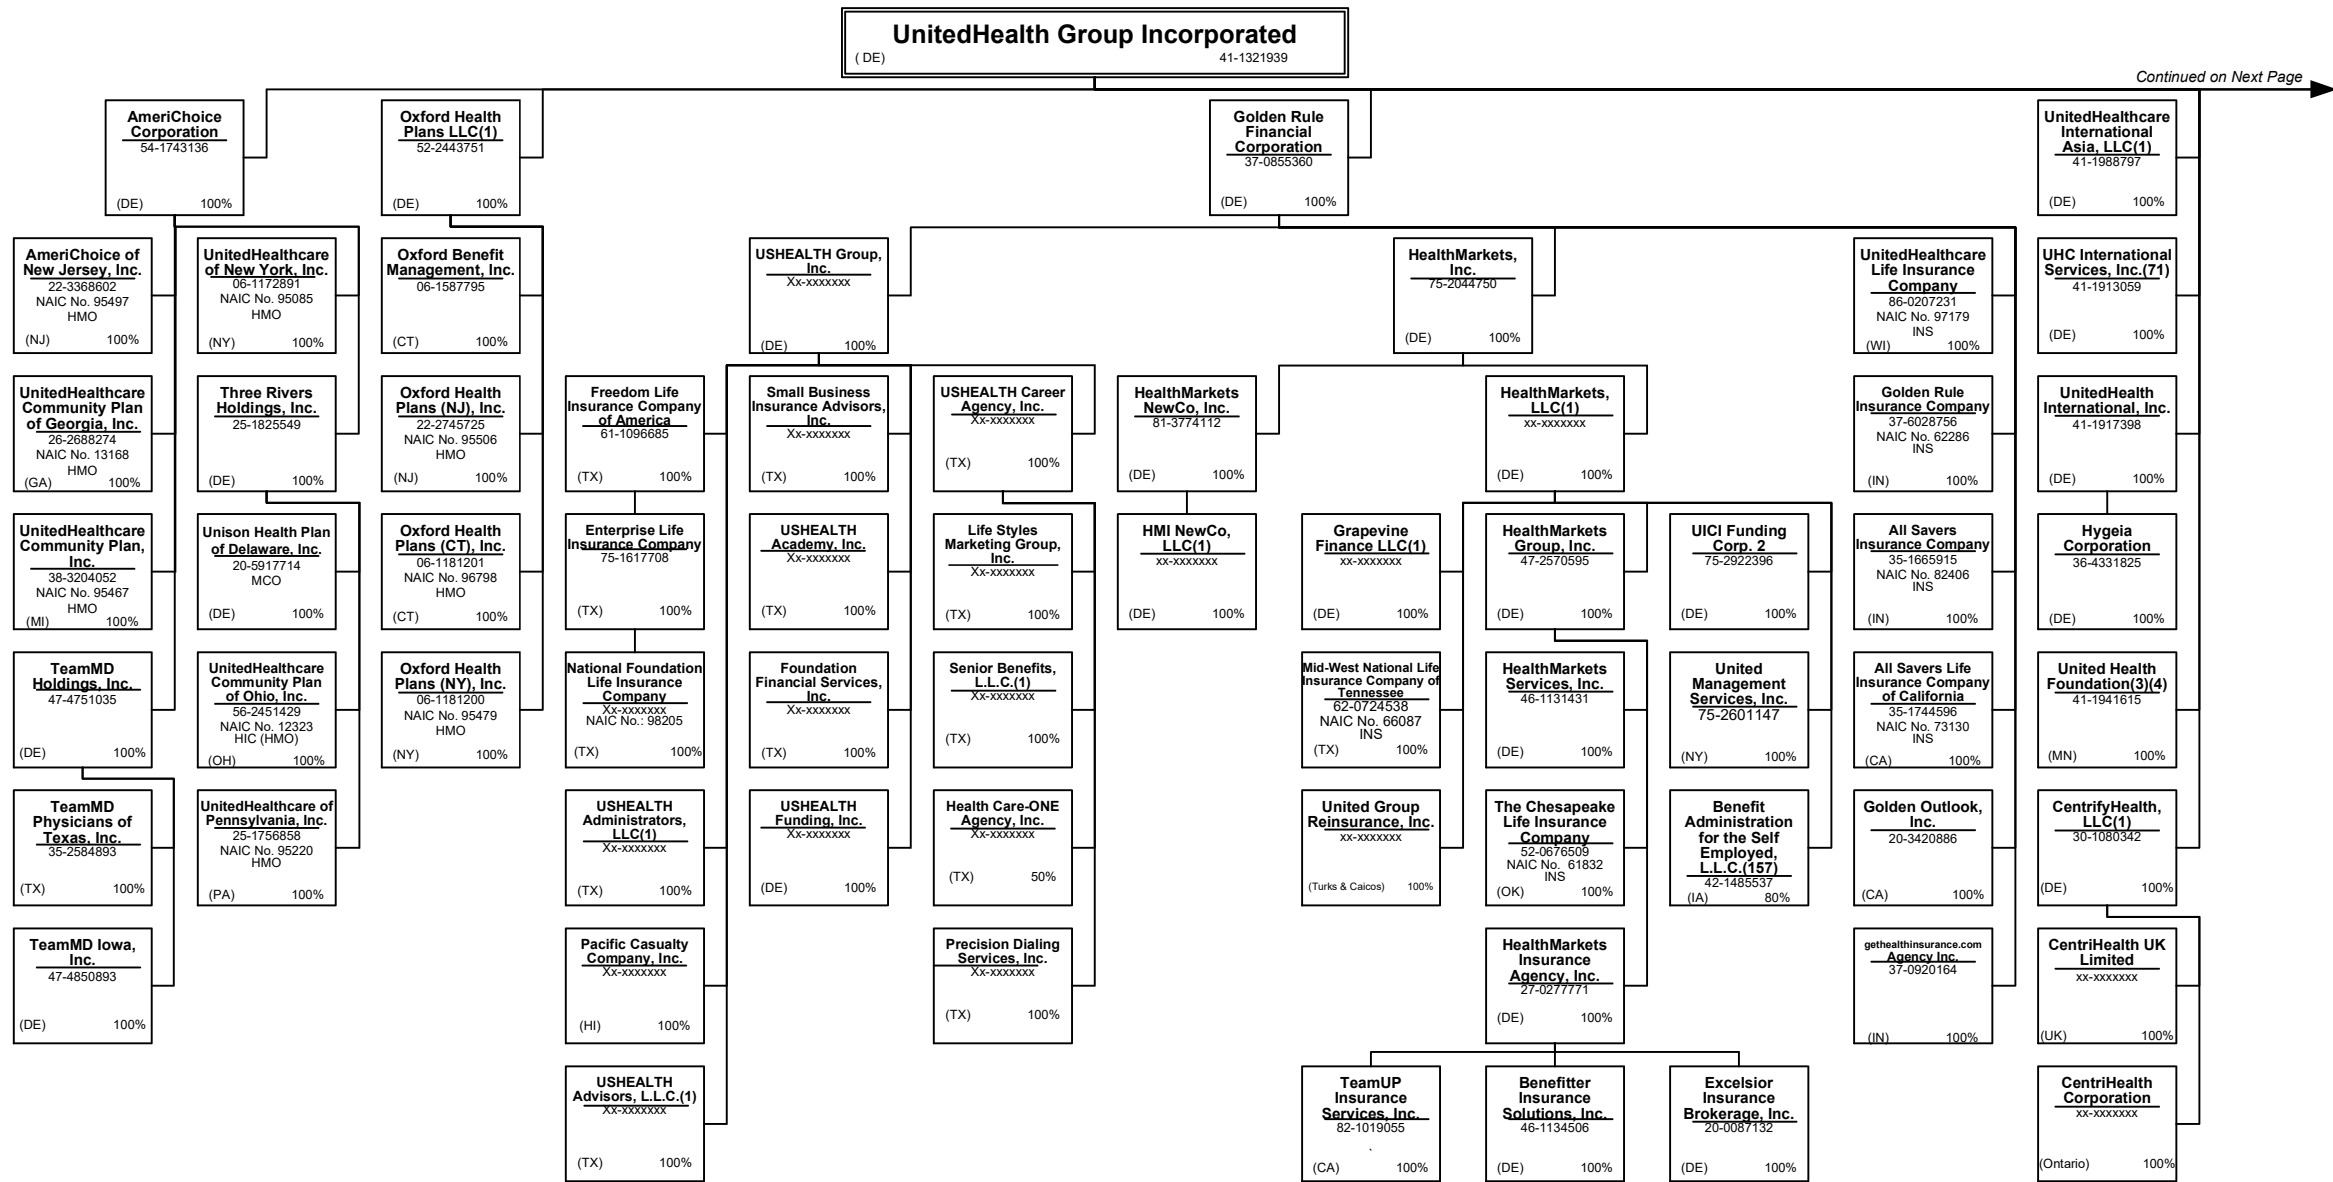 UnitedHealth Group Incorporated
( DE) 41-1321939
Continued on Next Page
AmeriChoice
Corporation
54-1743136
(DE) 100%
Oxford Health
Plans LLC(1)
52-2443751
(DE) 100%
Golden Rule
Financial
Corporation
37-0855360
(DE) 100%
UnitedHealthcare
International
Asia, LLC(1)
41-1988797
(DE) 100%
AmeriChoice of
New Jersey, Inc.
22-3368602
NAIC No. 95497
HMO
(NJ) 100%
UnitedHealthcare
of New York, Inc.
06-1172891
NAIC No. 95085
HMO
(NY) 100%
Oxford Benefit
Management, Inc.
06-1587795
(CT) 100%
USHEALTH Group,
Inc.
Xx-xxxxxxx
(DE) 100%
HealthMarkets,
Inc.
75-2044750
(DE) 100%
UnitedHealthcare
Life Insurance
Company
86-0207231
NAIC No. 97179
INS
(WI) 100%
UHC International
Services, Inc.(71)
41-1913059
(DE) 100%
UnitedHealthcare
Community Plan
of Georgia, Inc.
26-2688274
NAIC No. 13168
HMO
(GA) 100%
Three Rivers
Holdings, Inc.
25-1825549
(DE) 100%
Oxford Health
Plans (NJ), Inc.
22-2745725
NAIC No. 95506
HMO
(NJ) 100%
Freedom Life
Insurance Company
of America
61-1096685
(TX) 100%
Small Business
Insurance Advisors,
Inc.
Xx-xxxxxxx
(TX) 100%
USHEALTH Career
Agency, Inc.
Xx-xxxxxxx
(TX) 100%
HealthMarkets
NewCo, Inc.
81-3774112
(DE) 100%
HealthMarkets,
LLC(1)
xx-xxxxxxx
(DE) 100%
Golden Rule
Insurance Company
37-6028756
NAIC No. 62286
INS
(IN) 100%
UnitedHealth
International, Inc.
41-1917398
(DE) 100%
UnitedHealthcare
Community Plan,
Inc.
38-3204052
NAIC No. 95467
HMO
(MI) 100%
Unison Health Plan
of Delaware, Inc.
20-5917714
MCO
(DE) 100%
Oxford Health
Plans (CT), Inc.
06-1181201
NAIC No. 96798
HMO
(CT) 100%
Enterprise Life
Insurance Company
75-1617708
(TX) 100%
USHEALTH
Academy, Inc.
Xx-xxxxxxx
(TX) 100%
Life Styles
Marketing Group,
Inc.
Xx-xxxxxxx
(TX) 100%
HMI NewCo,
LLC(1)
xx-xxxxxxx
(DE) 100%
Grapevine
Finance LLC(1)
xx-xxxxxxx
(DE) 100%
HealthMarkets
Group, Inc.
47-2570595
(DE) 100%
UICI Funding
Corp. 2
75-2922396
(DE) 100%
All Savers
Insurance Company
35-1665915
NAIC No. 82406
INS
(IN) 100%
Hygeia
Corporation
36-4331825
(DE) 100%
TeamMD
Holdings, Inc.
47-4751035
(DE) 100%
UnitedHealthcare
Community Plan
of Ohio, Inc.
56-2451429
NAIC No. 12323
HIC (HMO)
(OH) 100%
Oxford Health
Plans (NY), Inc.
06-1181200
NAIC No. 95479
HMO
(NY) 100%
National Foundation
Life Insurance
Company
Xx-xxxxxxx
NAIC No.: 98205
(TX) 100%
Foundation
Financial Services,
Inc.
Xx-xxxxxxx
(TX) 100%
Senior Benefits,
L.L.C.(1)
Xx-xxxxxxx
(TX) 100%
Mid-West National Life
Insurance Company of
Tennessee
62-0724538
NAIC No. 66087
INS
(TX) 100%
HealthMarkets
Services, Inc.
46-1131431
(DE) 100%
United
Management
Services, Inc.
75-2601147
(NY) 100%
All Savers Life
Insurance Company
of California
35-1744596
NAIC No. 73130
INS
(CA) 100%
United Health
Foundation(3)(4)
41-1941615
(MN) 100%
TeamMD
Physicians of
Texas, Inc.
35-2584893
(TX) 100%
UnitedHealthcare of
Pennsylvania, Inc.
25-1756858
NAIC No. 95220
HMO
(PA) 100%
USHEALTH
Administrators,
LLC(1)
Xx-xxxxxxx
(TX) 100%
USHEALTH
Funding, Inc.
Xx-xxxxxxx
(DE) 100%
Health Care-ONE
Agency, Inc.
Xx-xxxxxxx
(TX) 50%
United Group
Reinsurance, Inc.
xx-xxxxxxx
(Turks & Caicos) 100%
The Chesapeake
Life Insurance
Company
52-0676509
NAIC No. 61832
INS
(OK) 100%
Benefit
Administration
for the Self
Employed,
L.L.C.(157)
42-1485537
(IA) 80%
Golden Outlook,
Inc.
20-3420886
(CA) 100%
CentrifyHealth,
LLC(1)
30-1080342
(DE) 100%
TeamMD Iowa,
Inc.
47-4850893
(DE) 100%
Pacific Casualty
Company, Inc.
Xx-xxxxxxx
(HI) 100%
Precision Dialing
Services, Inc.
Xx-xxxxxxx
(TX) 100%
HealthMarkets
Insurance
Agency, Inc.
27-0277771
(DE) 100%
gethealthinsurance.com
Agency Inc.
37-0920164
(IN) 100%
CentriHealth UK
Limited
xx-xxxxxxx
(UK) 100%
USHEALTH
Advisors, L.L.C.(1)
Xx-xxxxxxx
(TX) 100%
TeamUP
Insurance
Services, Inc.
82-1019055
(CA) 100%
Benefitter
Insurance
Solutions, Inc.
46-1134506
(DE) 100%
Excelsior
Insurance
Brokerage, Inc.
20-0087132
(DE) 100%
CentriHealth
Corporation
xx-xxxxxxx
(Ontario) 100%